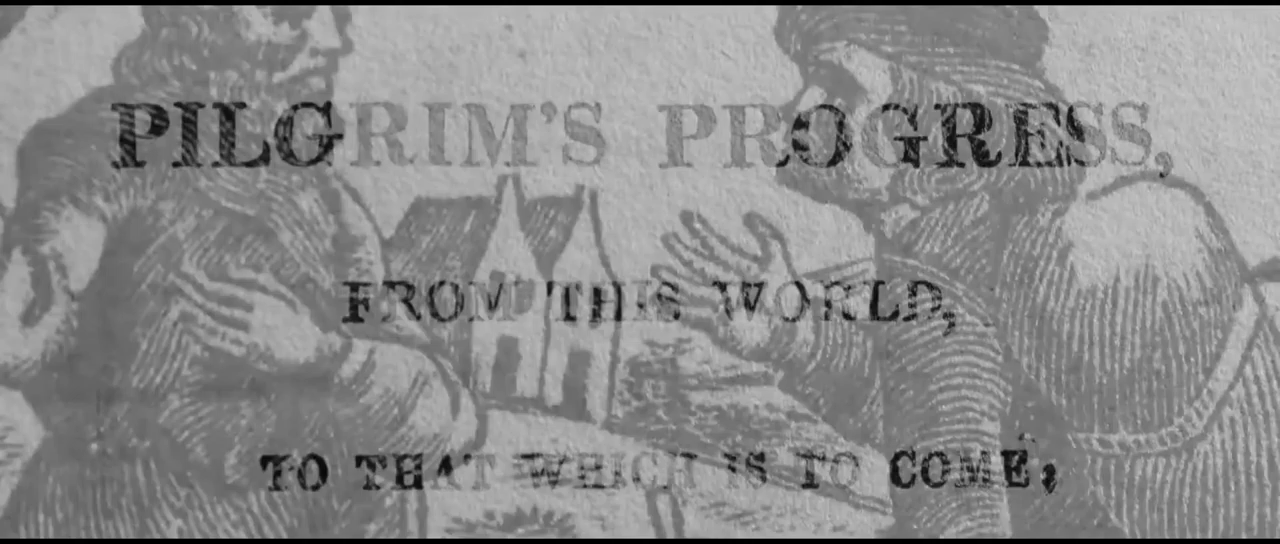 PILGRIM'S PROGRESS,
FROM THIS WORLD,
TO THAT WHICH IS TO COME;